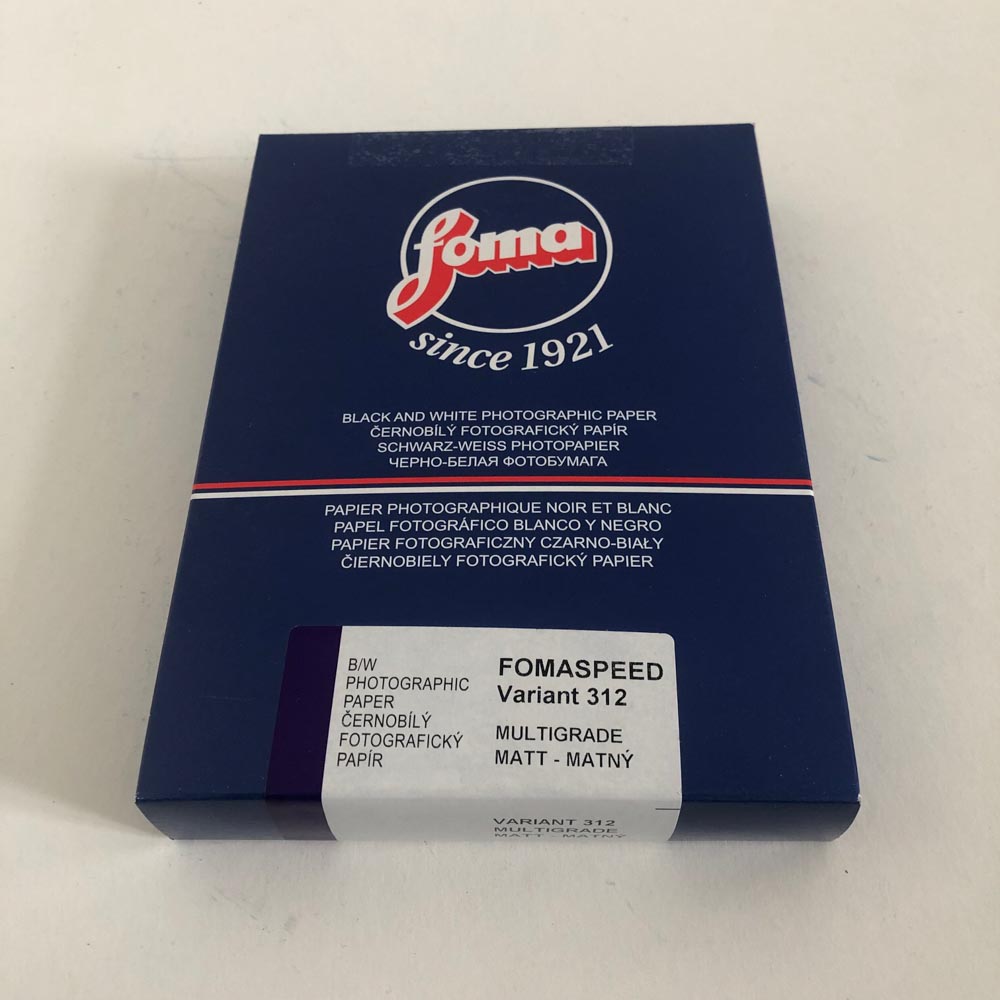 foma
since 1921
BLACK AND WHITE PHOTOGRAPHIC PAPER
ČERNOBÍLÝ FOTOGRAFICKÝ PAPÍR
SCHWARZ-WEISS PHOTOPAPIER
ЧЕРНО-БЕЛАЯ ФОТОБУМАГА
PAPIER PHOTOGRAPHIQUE NOIR ET BLANC
PAPEL FOTOGRÁFICO BLANCO Y NEGRO
PAPIER FOTOGRAFICZNY CZARNO-BIAŁY
ČIERNOBIELY FOTOGRAFICKÝ PAPIER
B/W
PHOTOGRAPHIC
PAPER
ČERNOBÍLÝ
FOTOGRAFICKÝ
PAPÍR
FOMASPEED
Variant 312
MULTIGRADE
MATT - MATNÝ
VARIANT 312
MULTIGRADE
MATT - MATNÝ